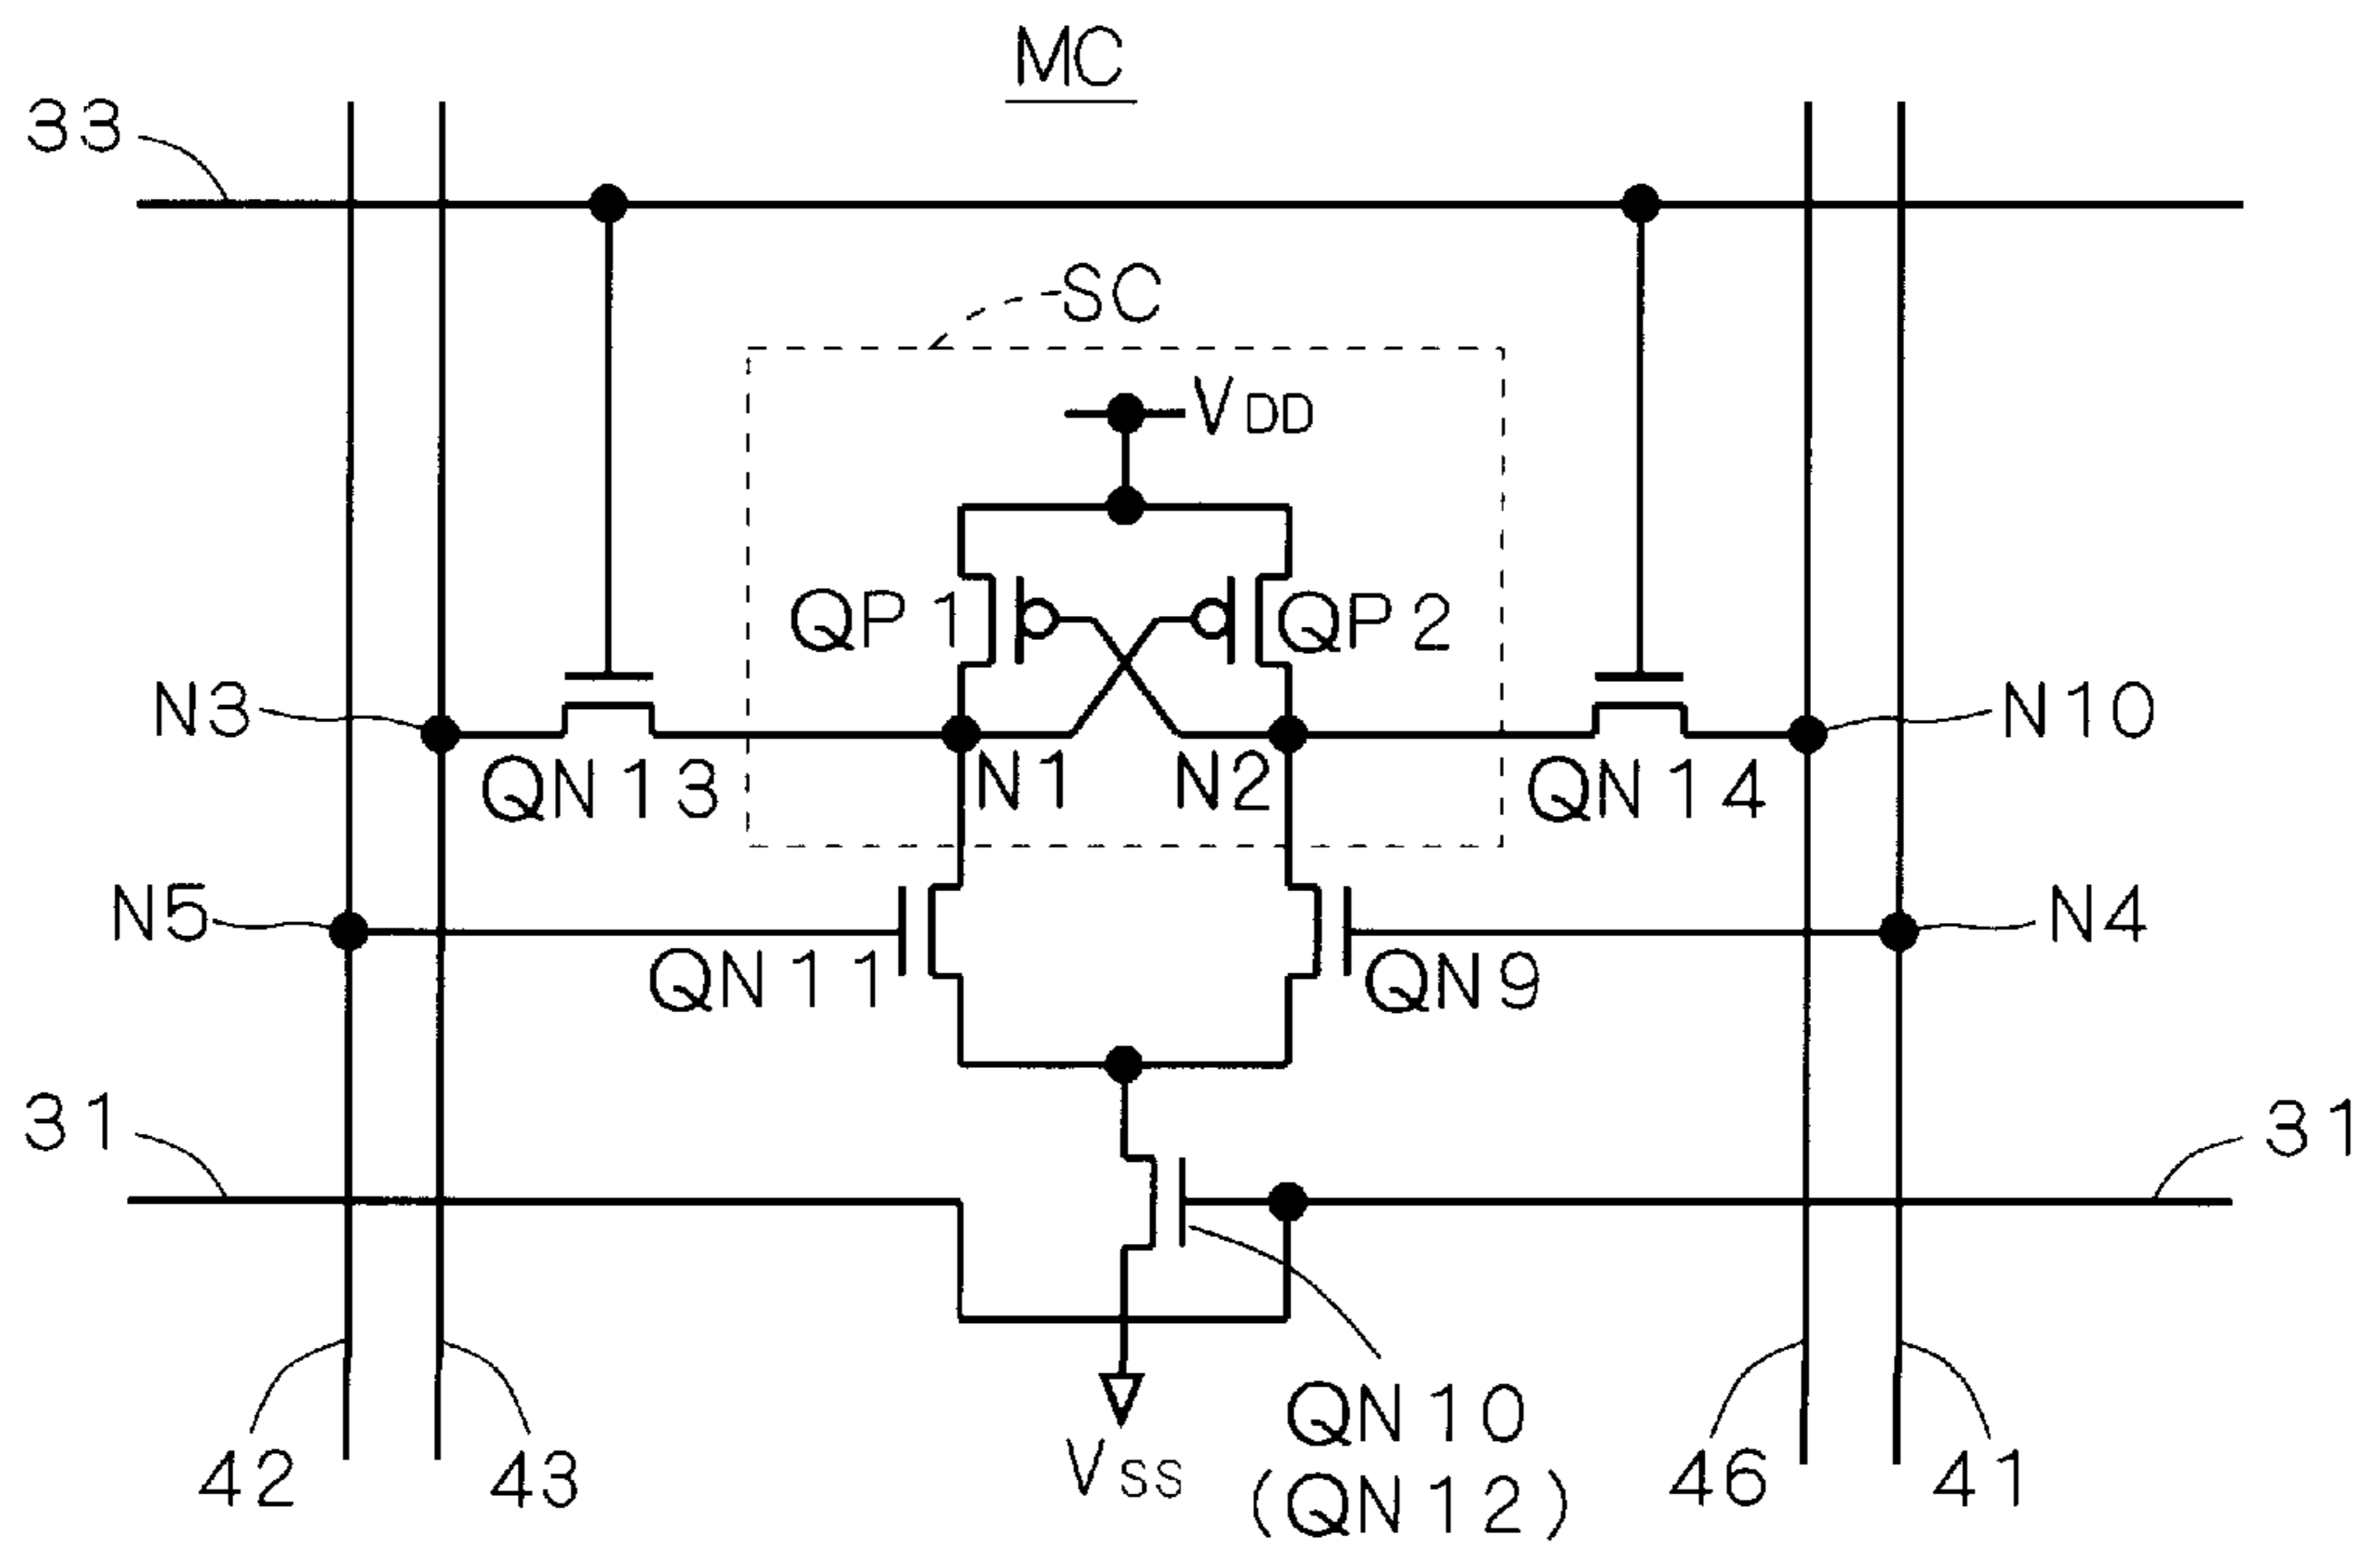 MC
33
SC
VDD
QP1
QP2
N3
N10
QN13
N1
N2
QN14
N5
N4
QN11
QN9
31
31
QN10
(QN12)
VSS
42
43
46
41